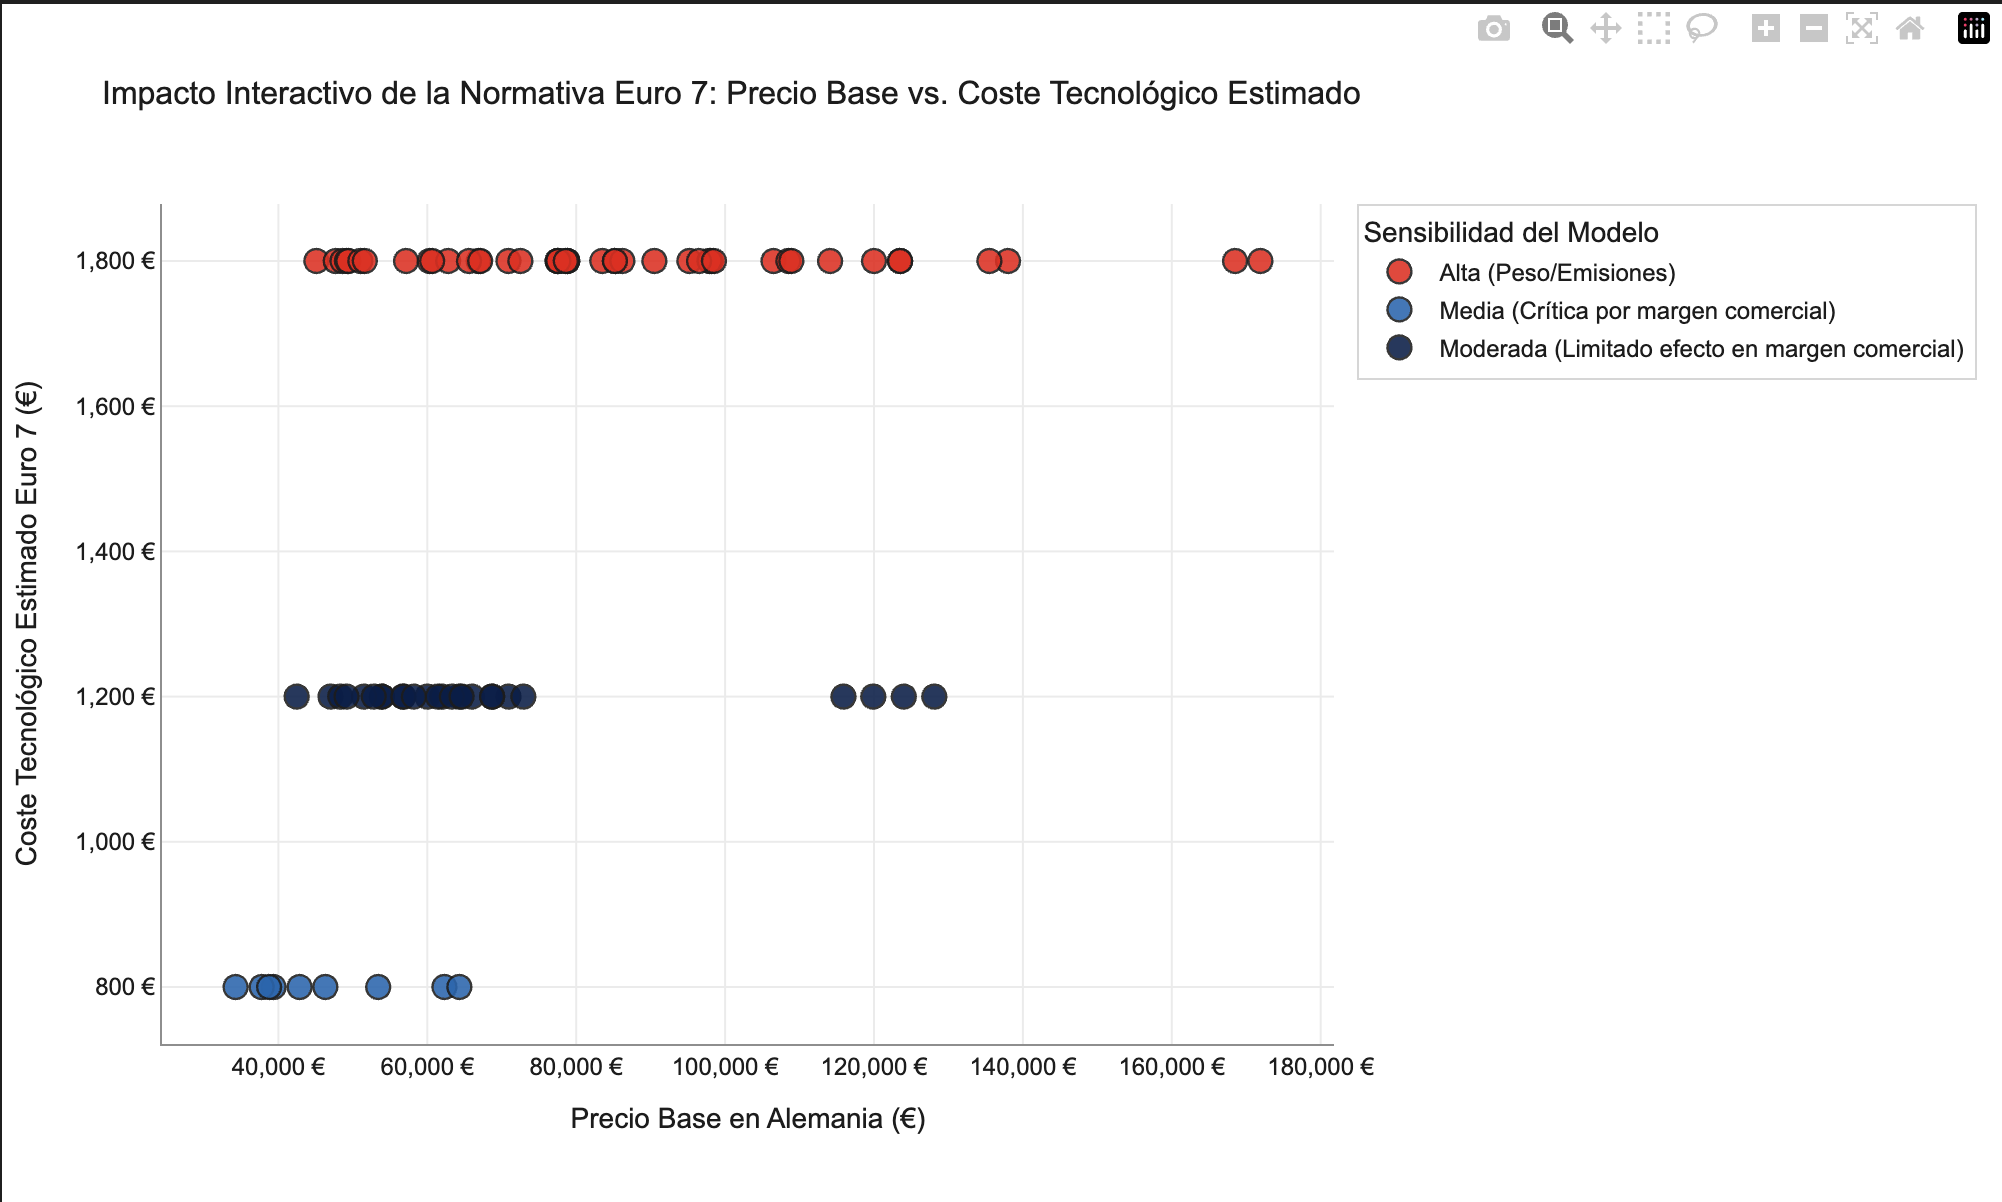 Impacto Interactivo de la Normativa Euro 7: Precio Base vs. Coste Tecnológico Estimado
Coste Tecnológico Estimado Euro 7 (€)
1,800 €
1,600 €
1,400 €
1,200 €
1,000 €
800 €
40,000 €
60,000 €
80,000 €
100,000 €
120,000 €
140,000 €
160,000 €
180,000 €
Precio Base en Alemania (€)
Sensibilidad del Modelo
Alta (Peso/Emisiones)
Media (Crítica por margen comercial)
Moderada (Limitado efecto en margen comercial)